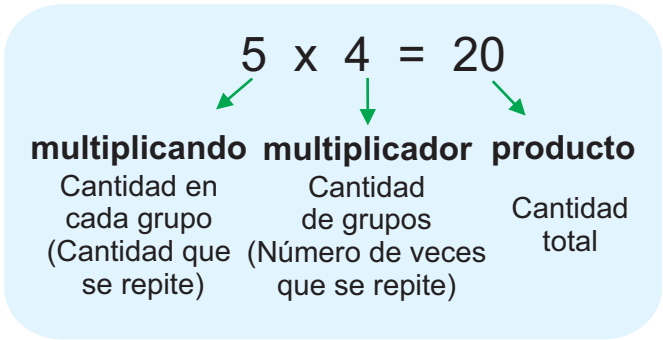 5 x 4 = 20
multiplicando multiplicador producto
Cantidad en
cada grupo
(Cantidad que
se repite)
Cantidad
de grupos
(Número de veces
que se repite)
Cantidad
total